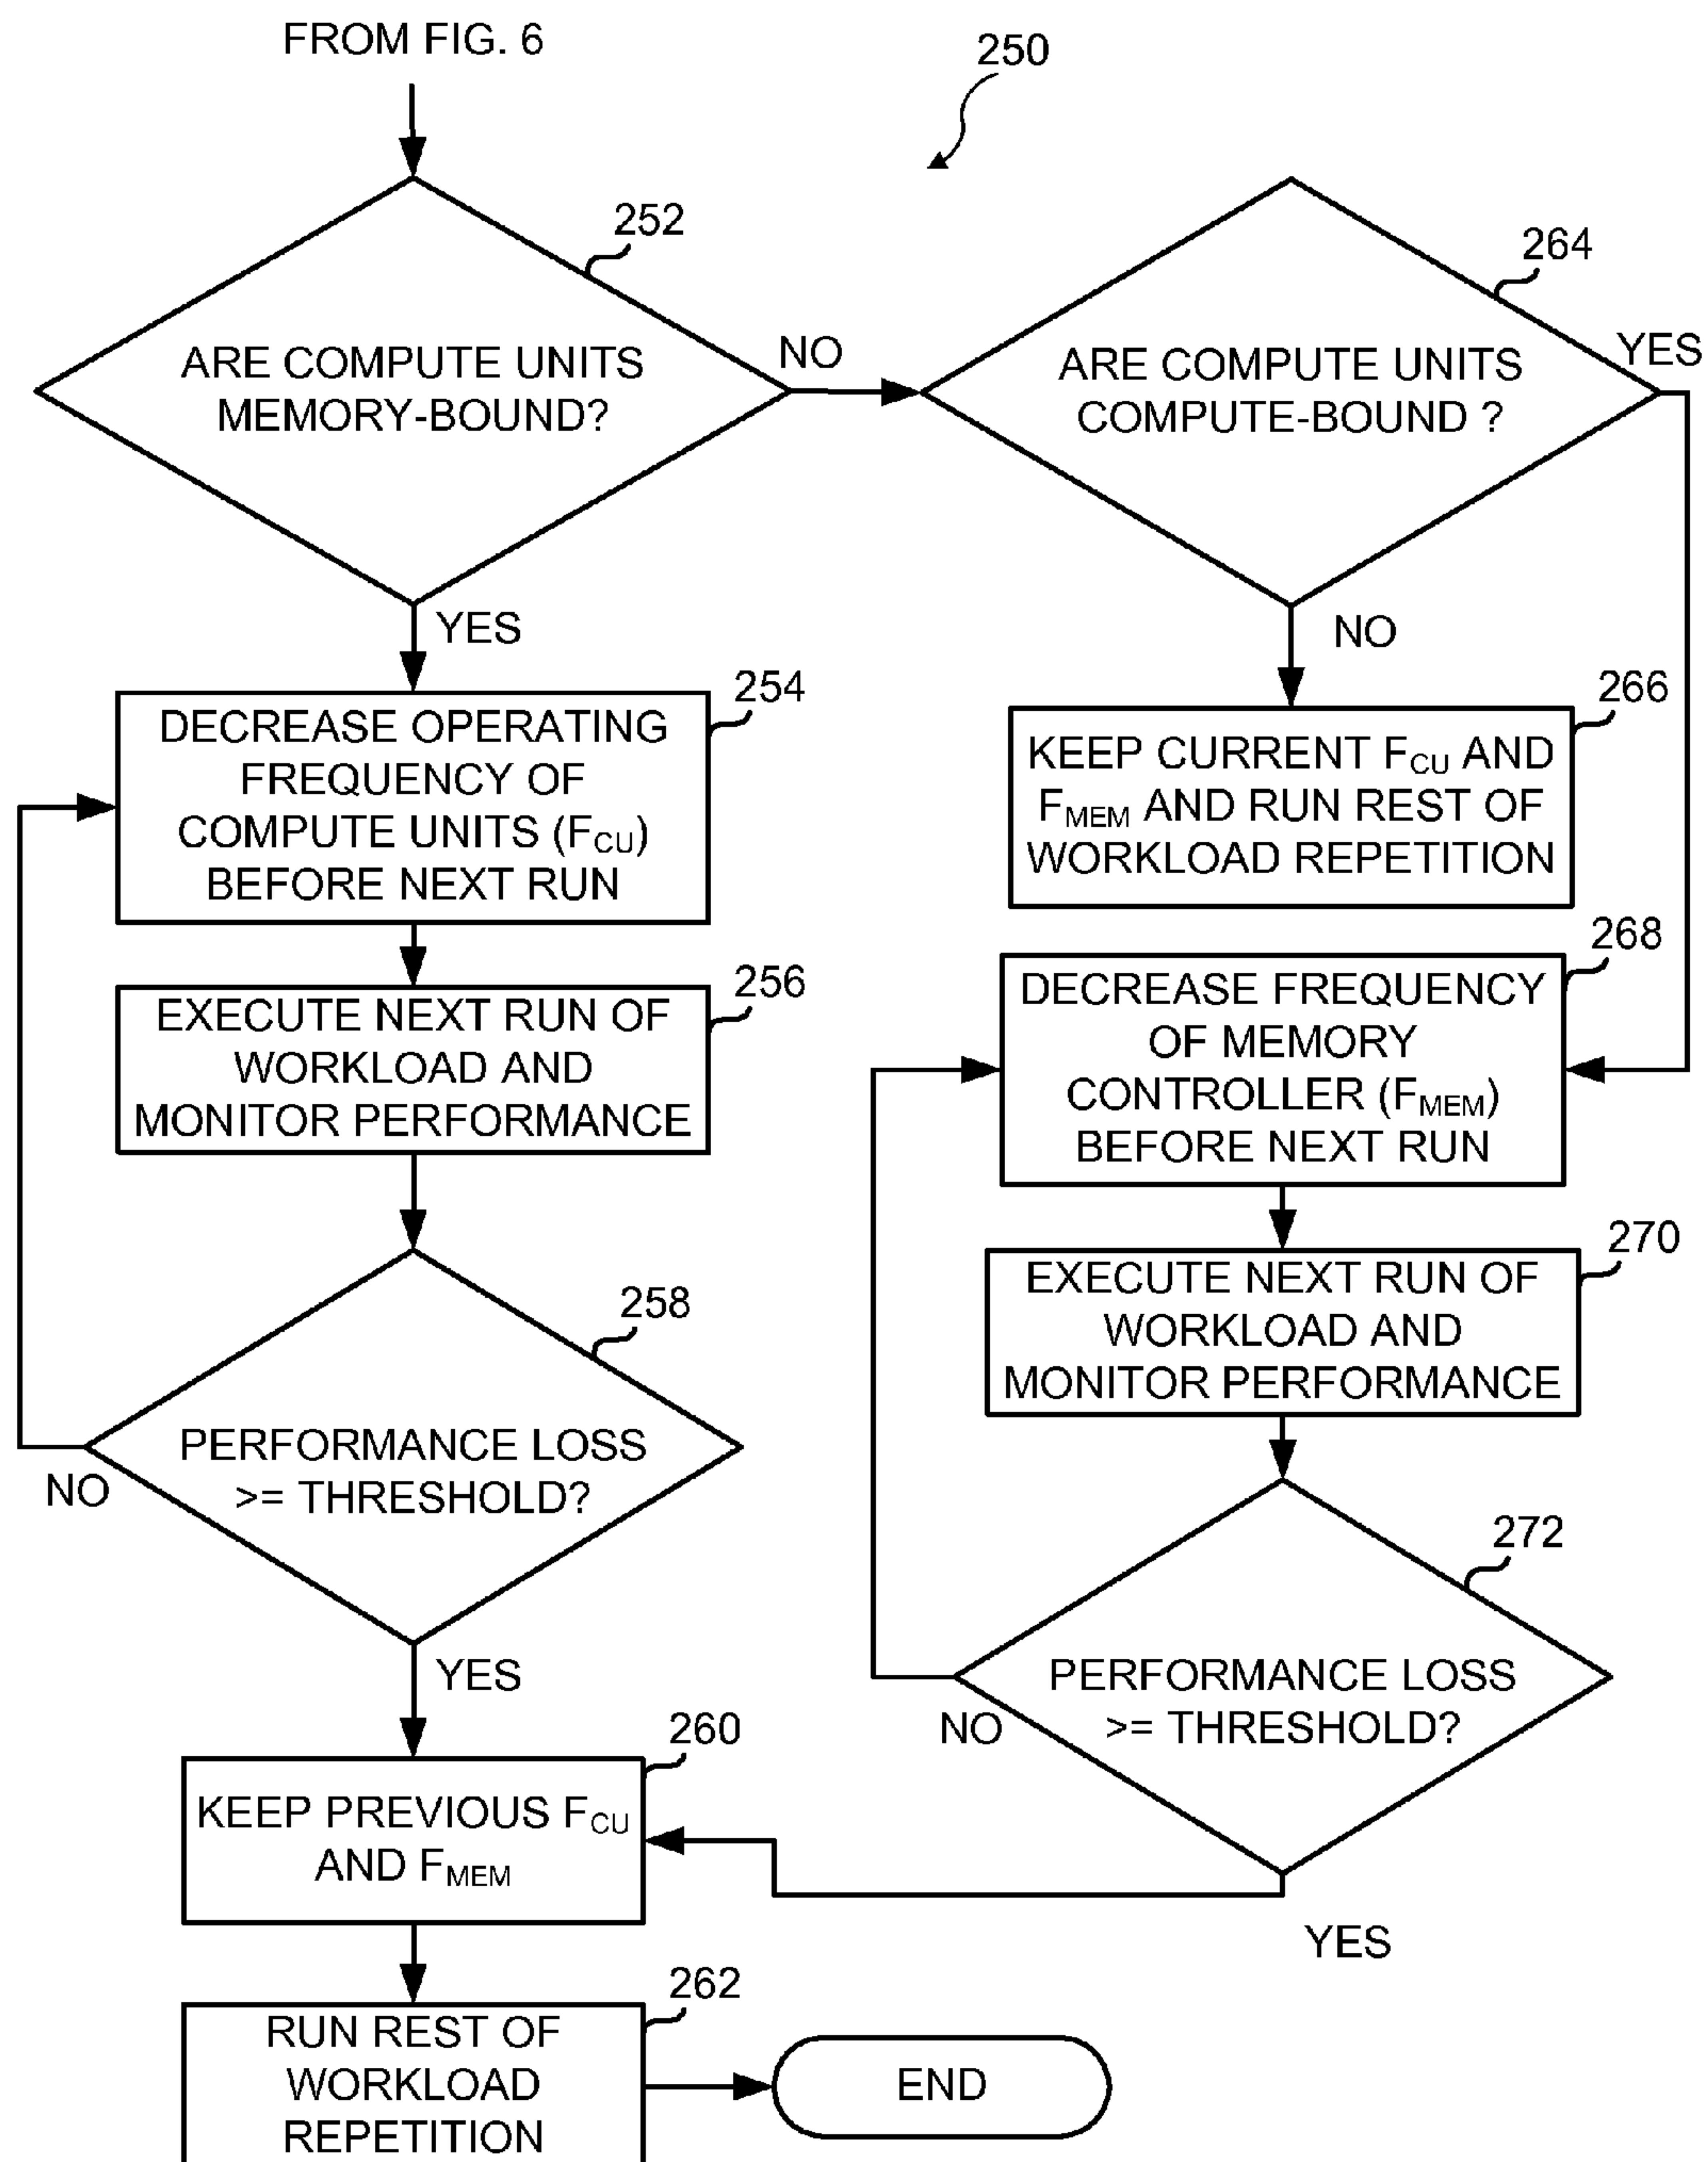 FROM FIG. 6
250
252
ARE COMPUTE UNITS
MEMORY-BOUND?
NO
YES
264
ARE COMPUTE UNITS
COMPUTE-BOUND ?
YES
NO
254
DECREASE OPERATING
FREQUENCY OF
COMPUTE UNITS (FCU)
BEFORE NEXT RUN
266
KEEP CURRENT FCU AND
FMEM AND RUN REST OF
WORKLOAD REPETITION
256
EXECUTE NEXT RUN OF
WORKLOAD AND
MONITOR PERFORMANCE
268
DECREASE FREQUENCY
OF MEMORY
CONTROLLER (FMEM)
BEFORE NEXT RUN
258
PERFORMANCE LOSS
>= THRESHOLD?
NO
YES
270
EXECUTE NEXT RUN OF
WORKLOAD AND
MONITOR PERFORMANCE
272
PERFORMANCE LOSS
>= THRESHOLD?
NO
YES
260
KEEP PREVIOUS FCU
AND FMEM
262
RUN REST OF
WORKLOAD
REPETITION
END